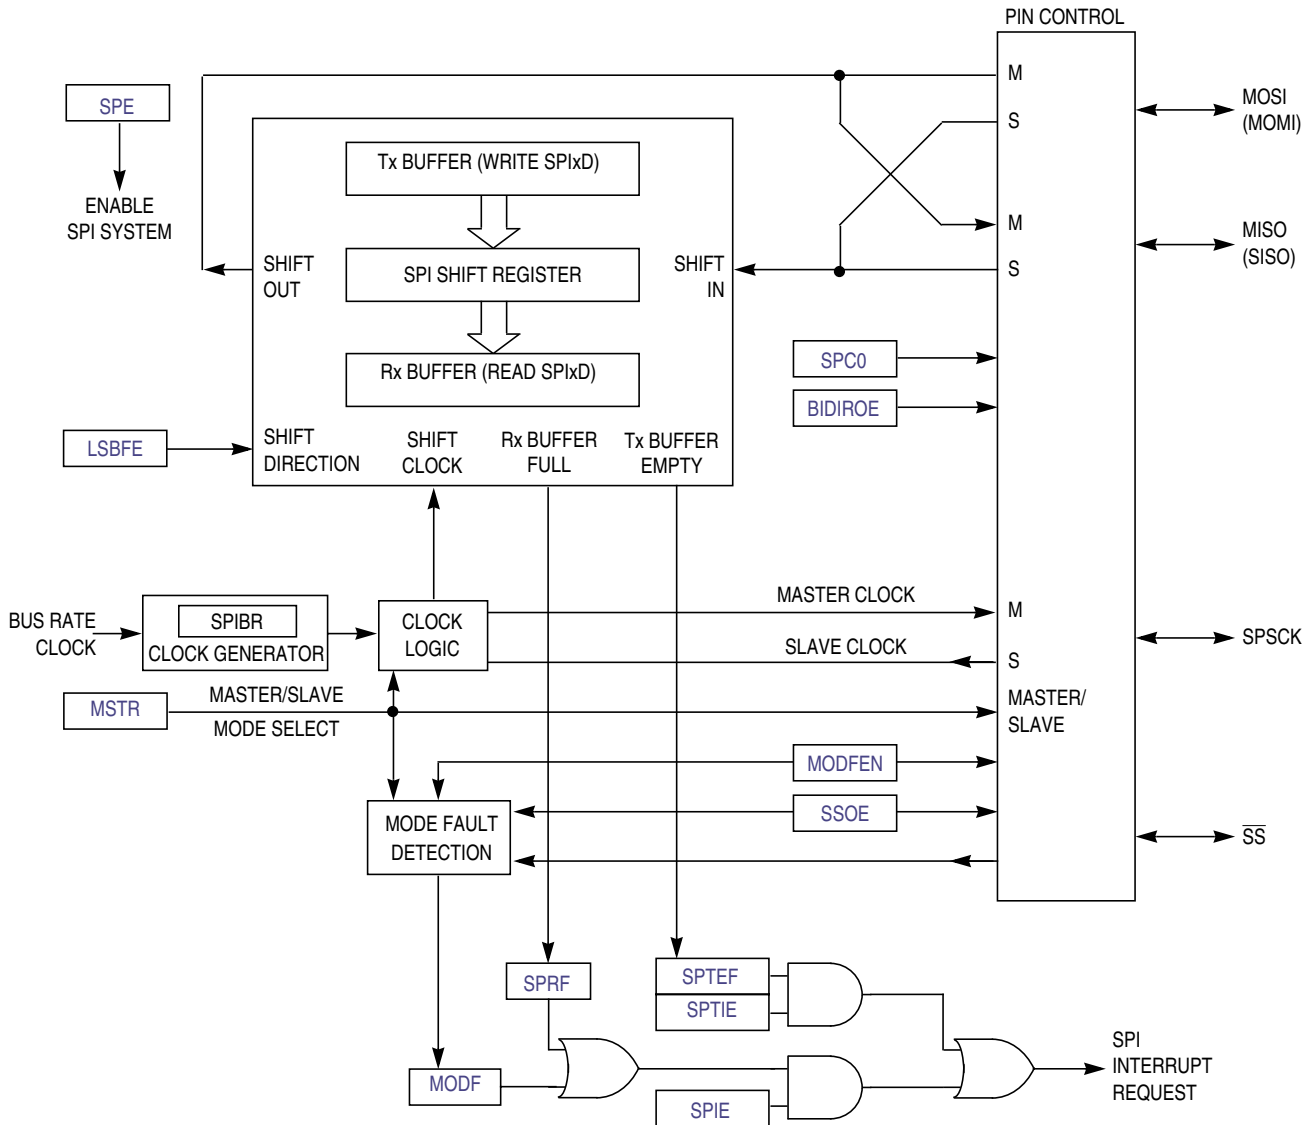 PIN CONTROL
M
SPE
MOSI
(MOMI)
S
Tx BUFFER (WRITE SPIxD)
ENABLE
SPI SYSTEM
M
MISO
(SISO)
SHIFT
OUT
SPI SHIFT REGISTER
SHIFT
IN
S
SPC0
Rx BUFFER (READ SPIxD)
BIDIROE
LSBFE
SHIFT
DIRECTION
SHIFT
CLOCK
Rx BUFFER
FULL
Tx BUFFER
EMPTY
MASTER CLOCK
M
BUS RATE
CLOCK
SPIBR
CLOCK GENERATOR
CLOCK
LOGIC
SLAVE CLOCK
S
SPSCK
MSTR
MASTER/SLAVE
MODE SELECT
MASTER/
SLAVE
MODFEN
MODE FAULT
DETECTION
SSOE
SS
SPRF
SPTEF
SPTIE
SPI
INTERRUPT
REQUEST
MODF
SPIE